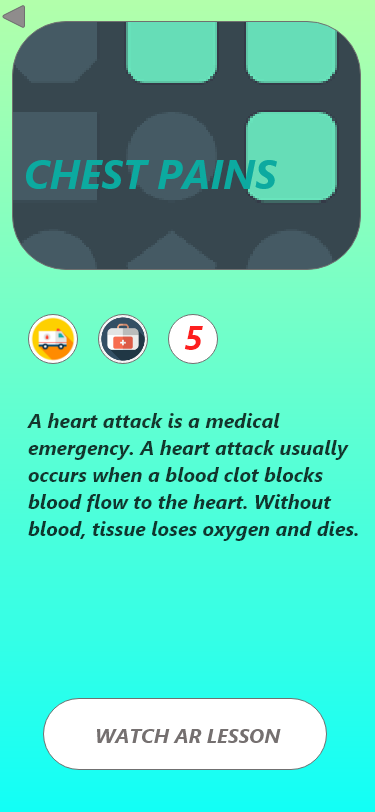 CHEST PAINS
5
A heart attack is a medical
emergency. A heart attack usually
occurs when a blood clot blocks
blood flow to the heart. Without
blood, tissue loses oxygen and dies.
WATCH AR LESSON